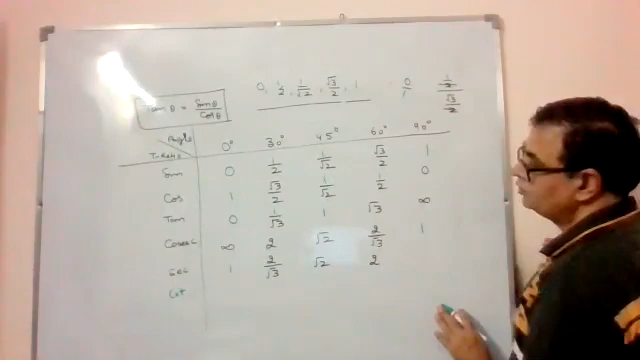 Tan θ = Sin θ / Cos θ
0, 1/2, 1/√2, √3/2, 1
0/1
1/2 / √3/2
Angle 0° 30° 45° 60° 90°
T. Ratio
Sin 0 1/2 1/√2 √3/2 1
Cos 1 √3/2 1/√2 1/2 0
Tan 0 1/√3 1 √3 ∞
Cosec ∞ 2 √2 2/√3 1
Sec 1 2/√3 √2 2
Cot